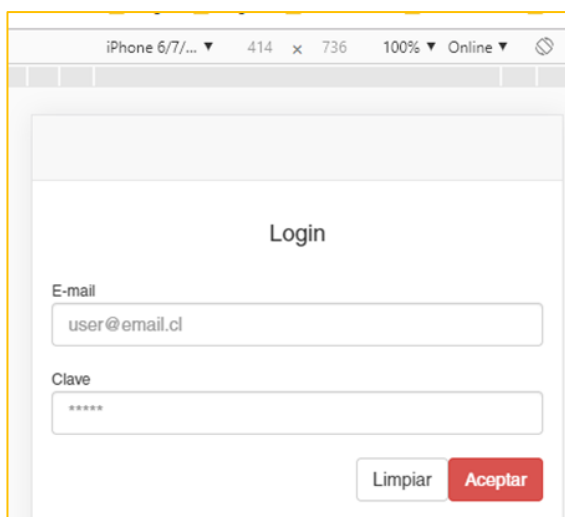 iPhone 6/7/... ▼ 414 × 736 100% ▼ Online ▼
Login
E-mail
user@email.cl
Clave
*****
Limpiar Aceptar